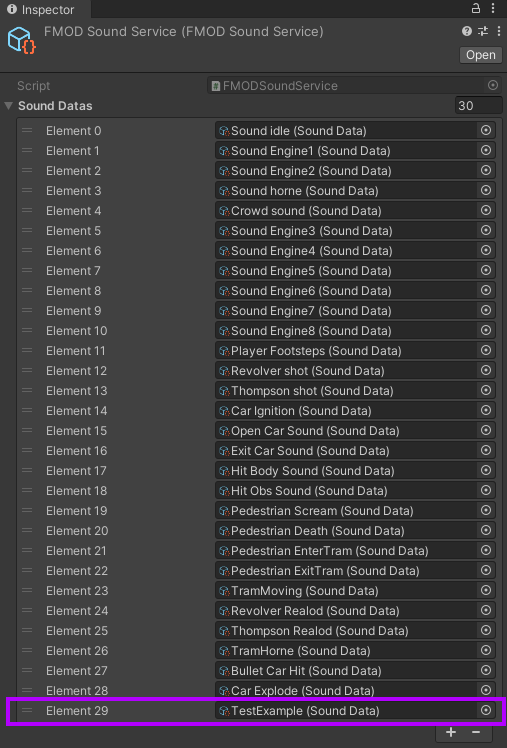 Inspector
FMOD Sound Service (FMOD Sound Service)
Open
Script FMODSoundService
Sound Datas 30
Element 0 Sound idle (Sound Data)
Element 1 Sound Engine1 (Sound Data)
Element 2 Sound Engine2 (Sound Data)
Element 3 Sound horne (Sound Data)
Element 4 Crowd sound (Sound Data)
Element 5 Sound Engine3 (Sound Data)
Element 6 Sound Engine4 (Sound Data)
Element 7 Sound Engine5 (Sound Data)
Element 8 Sound Engine6 (Sound Data)
Element 9 Sound Engine7 (Sound Data)
Element 10 Sound Engine8 (Sound Data)
Element 11 Player Footsteps (Sound Data)
Element 12 Revolver shot (Sound Data)
Element 13 Thompson shot (Sound Data)
Element 14 Car Ignition (Sound Data)
Element 15 Open Car Sound (Sound Data)
Element 16 Exit Car Sound (Sound Data)
Element 17 Hit Body Sound (Sound Data)
Element 18 Hit Obs Sound (Sound Data)
Element 19 Pedestrian Scream (Sound Data)
Element 20 Pedestrian Death (Sound Data)
Element 21 Pedestrian EnterTram (Sound Data)
Element 22 Pedestrian ExitTram (Sound Data)
Element 23 TramMoving (Sound Data)
Element 24 Revolver Realod (Sound Data)
Element 25 Thompson Realod (Sound Data)
Element 26 TramHorne (Sound Data)
Element 27 Bullet Car Hit (Sound Data)
Element 28 Car Explode (Sound Data)
Element 29 TestExample (Sound Data)